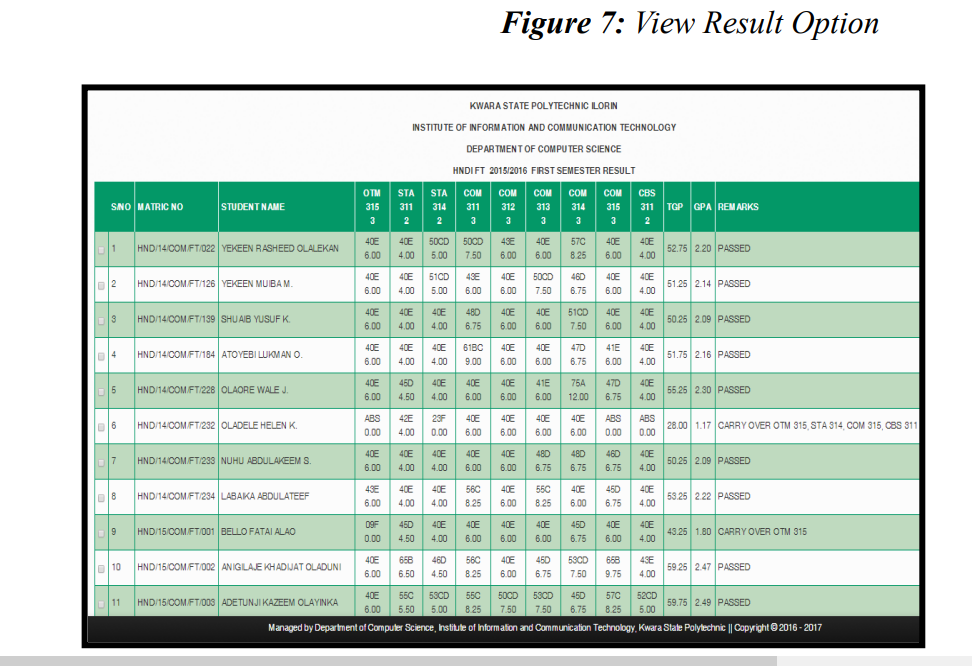 Figure 7: View Result Option
KWARA STATE POLYTECHNIC ILORIN
INSTITUTE OF INFORMATION AND COMMUNICATION TECHNOLOGY
DEPARTMENT OF COMPUTER SCIENCE
HNDI FT 2015/2016 FIRST SEMESTER RESULT
OTM STA STA COM COM COM COM COM CBS
S/NO MATRIC NO STUDENT NAME 315 311 314 311 312 313 314 315 311 TGP GPA REMARKS
3 2 2 3 3 3 3 3 2
40E 40E 50CD 50CD 43E 40E 57C 40E 40E
1 HND/14/COM/FT/022 YEKEEN RASHEED OLALEKAN 52.75 2.20 PASSED
6.00 4.00 5.00 7.50 6.00 6.00 8.25 6.00 4.00
40E 40E 51CD 43E 40E 50CD 46D 40E 40E
2 HND/14/COM/FT/126 YEKEEN MUIBA M. 51.25 2.14 PASSED
6.00 4.00 5.00 6.00 6.00 7.50 6.75 6.00 4.00
40E 40E 40E 48D 40E 40E 51CD 40E 40E
3 HND/14/COM/FT/139 SHUAIB YUSUF K. 50.25 2.09 PASSED
6.00 4.00 4.00 6.75 6.00 6.00 7.50 6.00 4.00
40E 40E 40E 61BC 40E 40E 47D 41E 40E
4 HND/14/COM/FT/184 ATOYEBI LUKMAN O. 51.75 2.16 PASSED
6.00 4.00 4.00 9.00 6.00 6.00 6.75 6.00 4.00
40E 45D 40E 40E 40E 41E 75A 47D 40E
5 HND/14/COM/FT/228 OLAORE WALE J. 55.25 2.30 PASSED
6.00 4.50 4.00 6.00 6.00 6.00 12.00 6.75 4.00
ABS 42E 23F 40E 40E 40E 40E ABS ABS
6 HND/14/COM/FT/232 OLADELE HELEN K. 28.00 1.17 CARRY OVER OTM 315, STA 314, COM 315, CBS 311
0.00 4.00 0.00 6.00 6.00 6.00 6.00 0.00 0.00
40E 40E 40E 40E 40E 48D 48D 46D 40E
7 HND/14/COM/FT/233 NUHU ABDULAKEEM S. 50.25 2.09 PASSED
6.00 4.00 4.00 6.00 6.00 6.75 6.75 6.75 4.00
43E 40E 40E 56C 40E 55C 40E 45D 40E
8 HND/14/COM/FT/234 LABAIKA ABDULATEEF 53.25 2.22 PASSED
6.00 4.00 4.00 8.25 6.00 8.25 6.00 6.75 4.00
09F 45D 40E 40E 40E 40E 45D 40E 40E
9 HND/15/COM/FT/001 BELLO FATAI ALAO 43.25 1.80 CARRY OVER OTM 315
0.00 4.50 4.00 6.00 6.00 6.00 6.75 6.00 4.00
40E 65B 46D 56C 40E 45D 53CD 65B 43E
10 HND/15/COM/FT/002 ANIGILAJE KHADIJAT OLADUNI 59.25 2.47 PASSED
6.00 6.50 4.50 8.25 6.00 6.75 7.50 9.75 4.00
40E 55C 53CD 55C 50CD 53CD 45D 57C 52CD
11 HND/15/COM/FT/003 ADETUNJI KAZEEM OLAYINKA 59.75 2.49 PASSED
6.00 5.50 5.00 8.25 7.50 7.50 6.75 8.25 5.00
Managed by Department of Computer Science, Institute of Information and Communication Technology, Kwara State Polytechnic || Copyright © 2016 - 2017